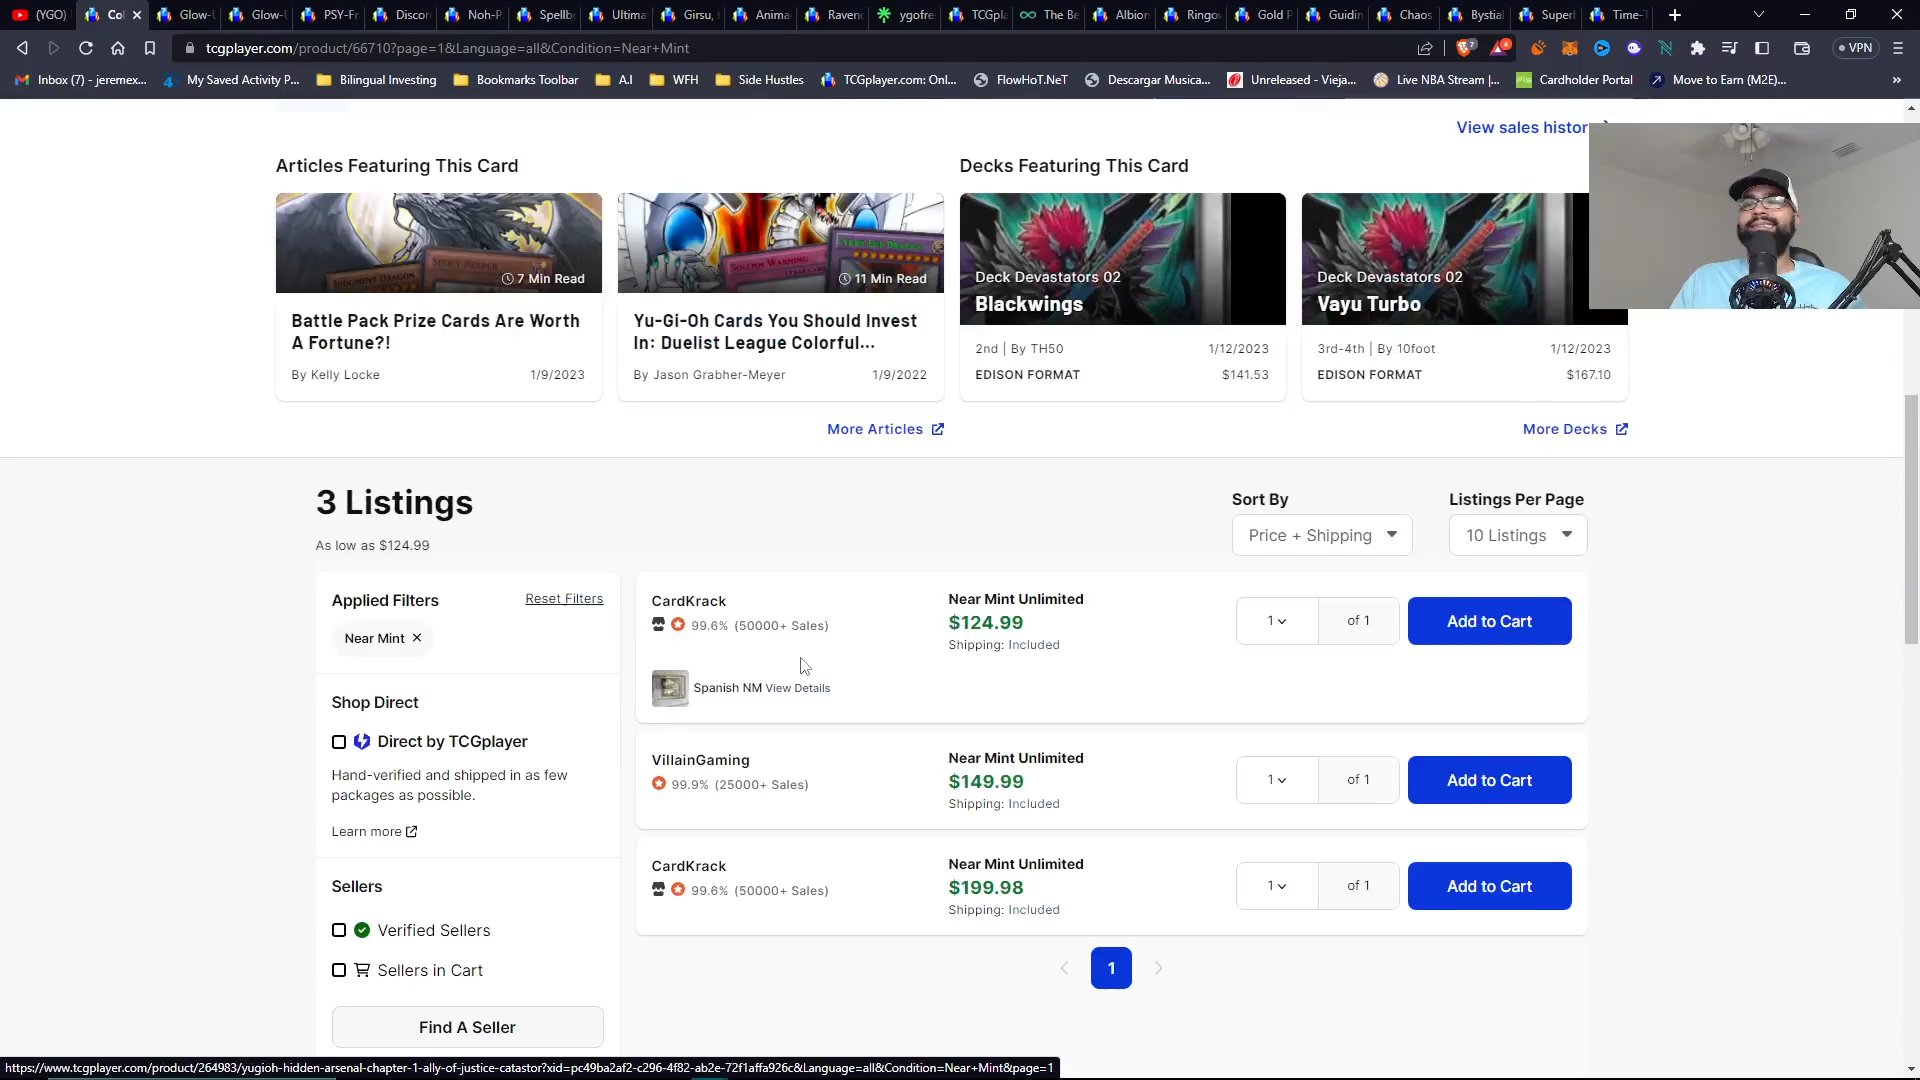 (YGO)
Col
Glow-U
Glow-
PSY-Fr
Discor
Noh-P
Spellb
Ultima
Girsu,
Anima
Raven
ygofre
TCGpla
The Be
Albion
Ringo
Gold P
Guidin
Chaos
Bystial
Superh
Time-T
tcgplayer.com/product/66710?page=1&Language=all&Condition=Near+Mint
7
4
VPN
Inbox (7) - jeremex...
My Saved Activity P...
Bilingual Investing
Bookmarks Toolbar
A.I
WFH
Side Hustles
TCGplayer.com: Onl...
FlowHoT.NeT
Descargar Musica...
Unreleased - Vieja...
Live NBA Stream |...
Cardholder Portal
Move to Earn (M2E)...
View sales histor
Articles Featuring This Card
Decks Featuring This Card
JUDGMENT DRAGON
SPIRIT REAPER
7 Min Read
SOLEMN WARNING
11 Min Read
Deck Devastators 02
Blackwings
Deck Devastators 02
Vayu Turbo
Battle Pack Prize Cards Are Worth
A Fortune?!
By Kelly Locke
1/9/2023
Yu-Gi-Oh Cards You Should Invest
In: Duelist League Colorful...
By Jason Grabher-Meyer
1/9/2022
2nd | By TH50
1/12/2023
EDISON FORMAT
$141.53
3rd-4th | By 10foot
1/12/2023
EDISON FORMAT
$167.10
More Articles
More Decks
3 Listings
As low as $124.99
Sort By
Price + Shipping
Listings Per Page
10 Listings
Applied Filters
Reset Filters
Near Mint
Shop Direct
Direct by TCGplayer
Hand-verified and shipped in as few
packages as possible.
Learn more
Sellers
Verified Sellers
Sellers in Cart
Find A Seller
CardKrack
99.6% (50000+ Sales)
Near Mint Unlimited
$124.99
Shipping: Included
1
of 1
Add to Cart
Spanish NM View Details
VillainGaming
99.9% (25000+ Sales)
Near Mint Unlimited
$149.99
Shipping: Included
1
of 1
Add to Cart
CardKrack
99.6% (50000+ Sales)
Near Mint Unlimited
$199.98
Shipping: Included
1
of 1
Add to Cart
1
https://www.tcgplayer.com/product/264983/yugioh-hidden-arsenal-chapter-1-ally-of-justice-catastor?xid=pc49ba2af2-c296-4f82-ab2e-72f1affa926c&Language=all&Condition=Near+Mint&page=1